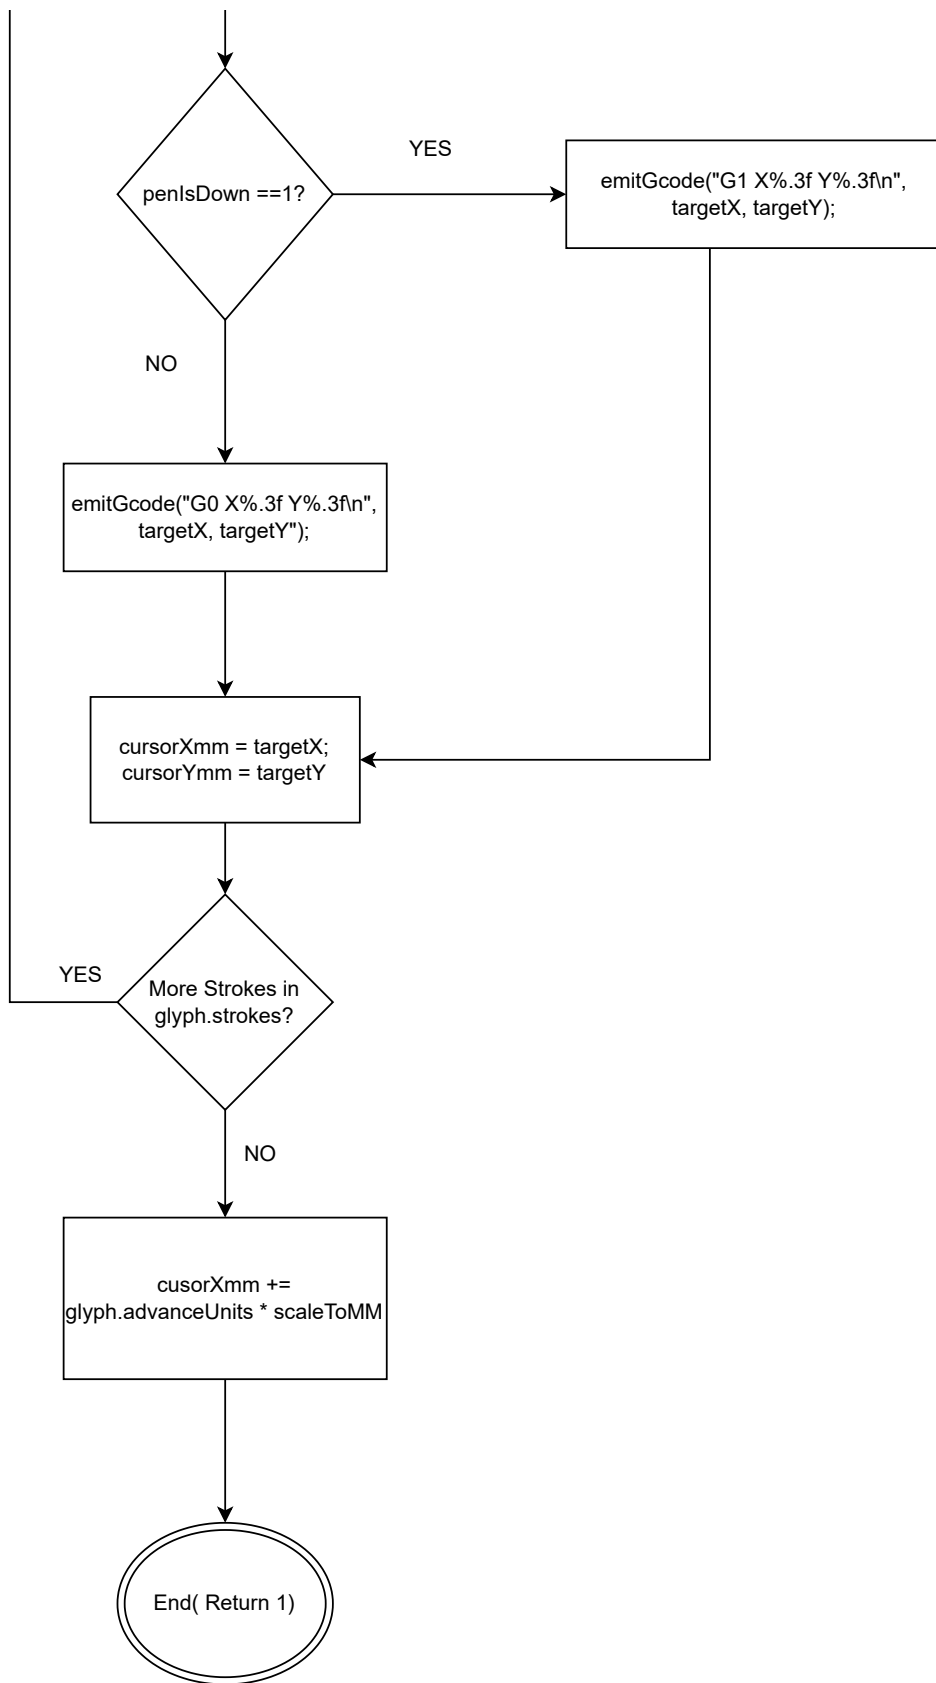 YES
penIsDown ==1?
emitGcode("G1 X%.3f Y%.3f\n",
targetX, targetY);
NO
emitGcode("G0 X%.3f Y%.3f\n",
targetX, targetY");
cursorXmm = targetX;
cursorYmm = targetY
YES
More Strokes in
glyph.strokes?
NO
cusorXmm +=
glyph.advanceUnits * scaleToMM
End( Return 1)